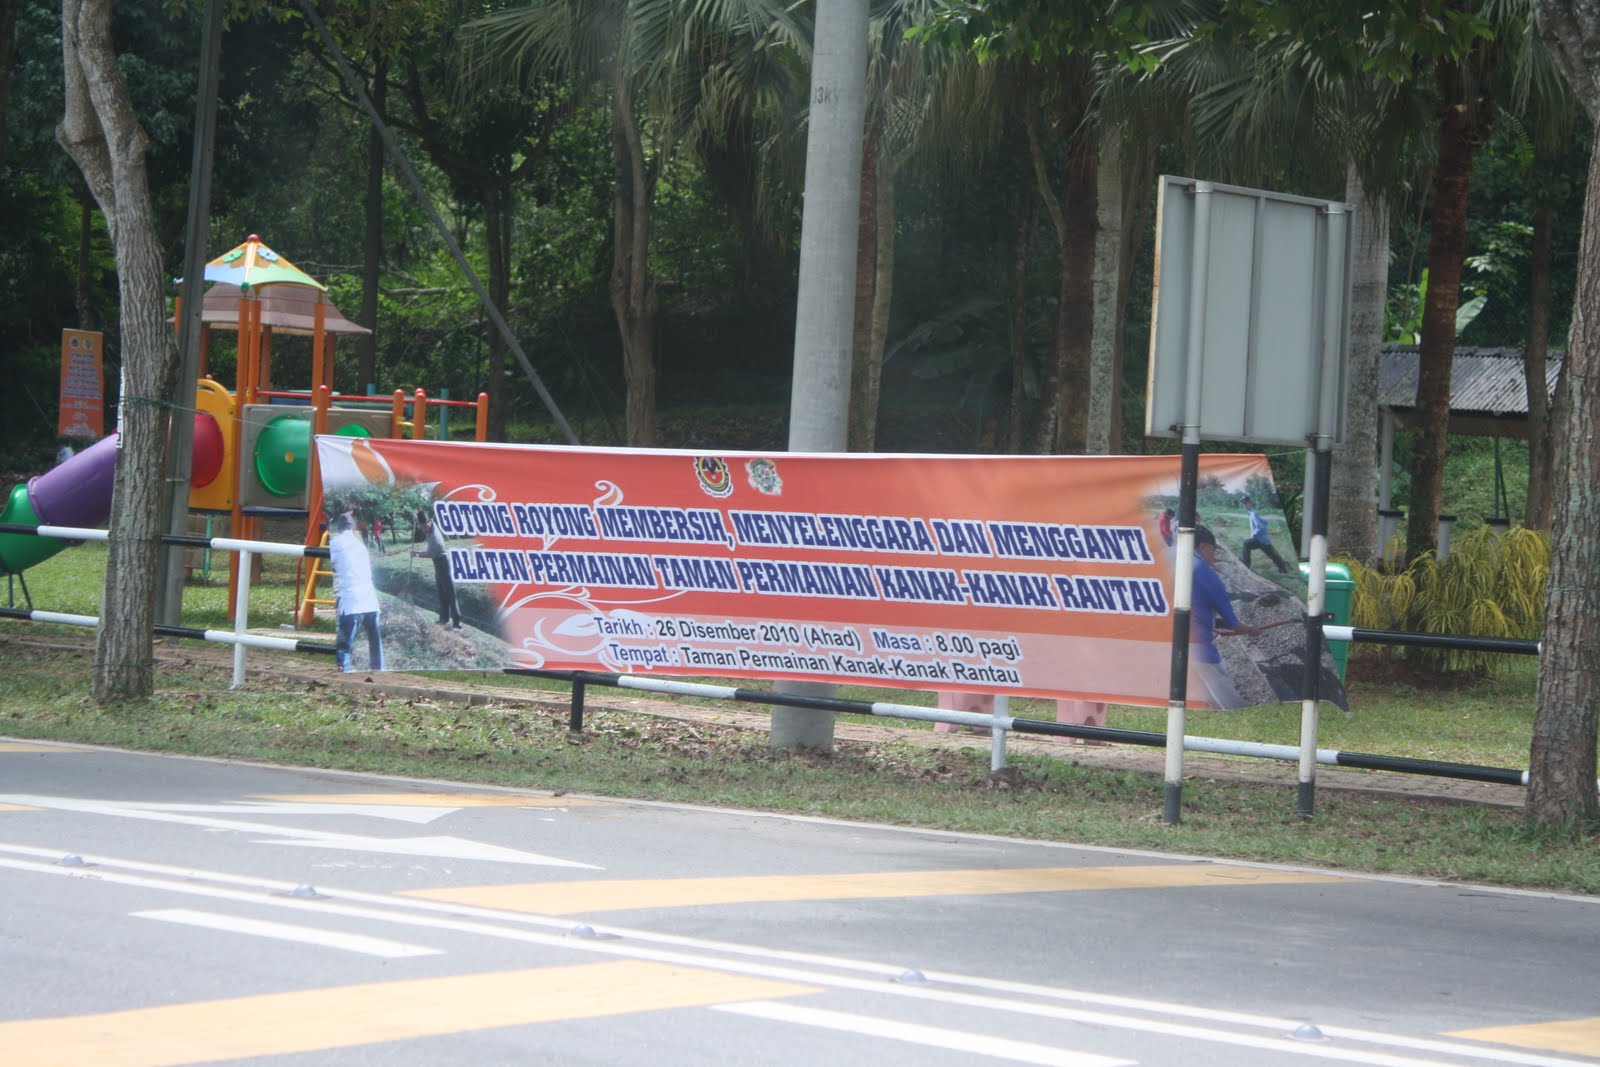 GOTONG ROYONG MEMBERSIH, MENYELENGGARA DAN MENGGANTI
ALATAN PERMAINAN TAMAN PERMAINAN KANAK-KANAK RANTAU
Tarikh : 26 Disember 2010 (Ahad) Masa : 8.00 pagi
Tempat : Taman Permainan Kanak-Kanak Rantau